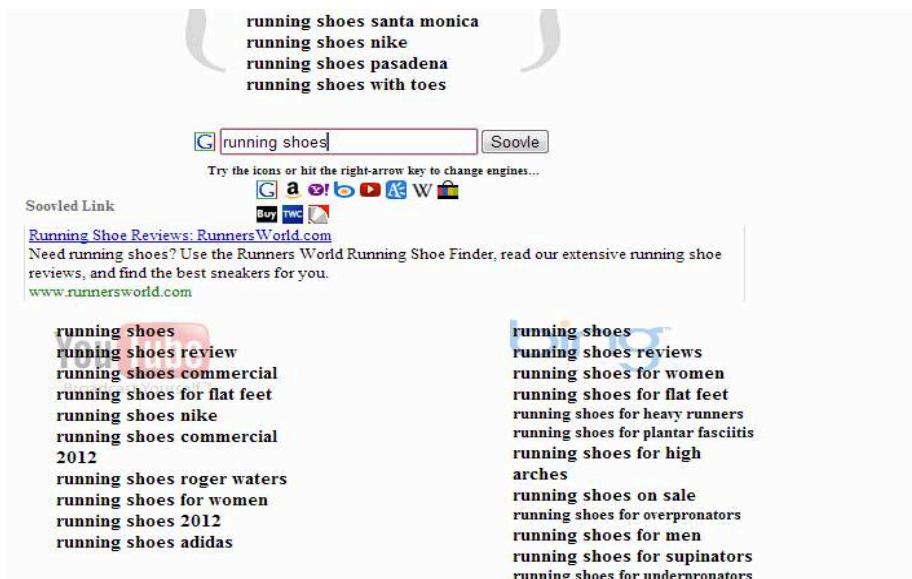 running shoes santa monica
running shoes nike
running shoes pasadena
running shoes with toes
G running shoes Soovle
Try the icons or hit the right-arrow key to change engines...
G a Y! b W
Soovled Link
Buy TWC
Running Shoe Reviews: RunnersWorld.com
Need running shoes? Use the Runners World Running Shoe Finder, read our extensive running shoe
reviews, and find the best sneakers for you.
www.runnersworld.com
YouTube
Broadcast Yourself™
running shoes
running shoes review
running shoes commercial
running shoes for flat feet
running shoes nike
running shoes commercial
2012
running shoes roger waters
running shoes for women
running shoes 2012
running shoes adidas
bing™
running shoes
running shoes reviews
running shoes for women
running shoes for flat feet
running shoes for heavy runners
running shoes for plantar fasciitis
running shoes for high
arches
running shoes on sale
running shoes for overpronators
running shoes for men
running shoes for supinators
running shoes for underpronators